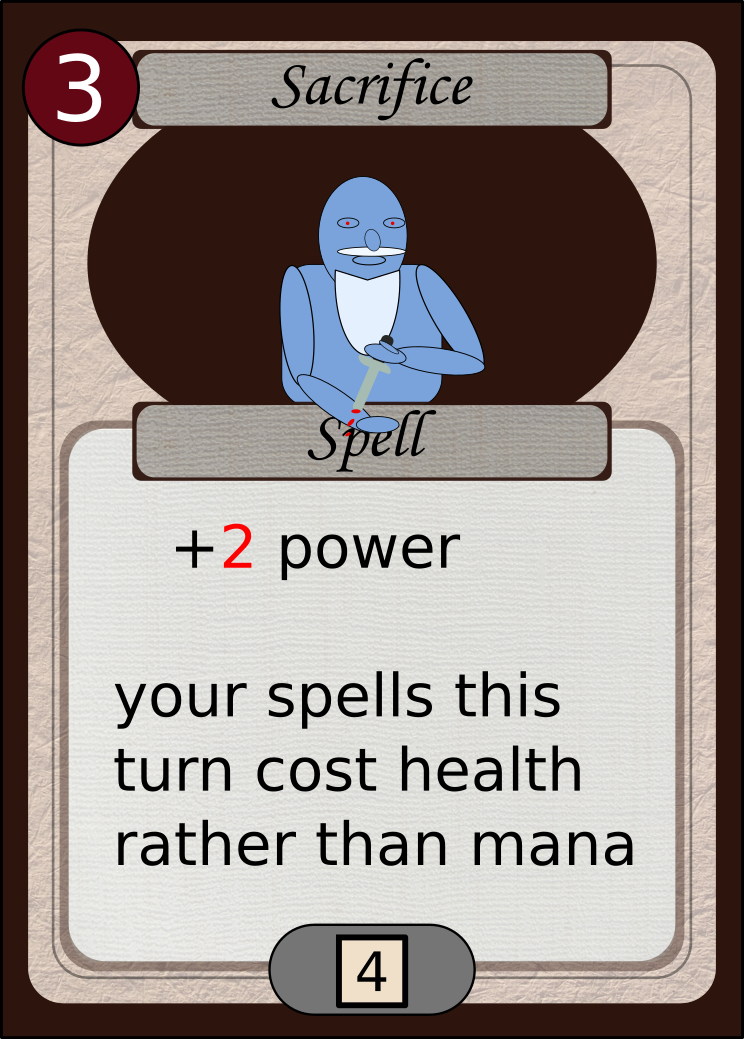 3
Sacrifice
Spell
+2 power
your spells this
turn cost health
rather than mana
4